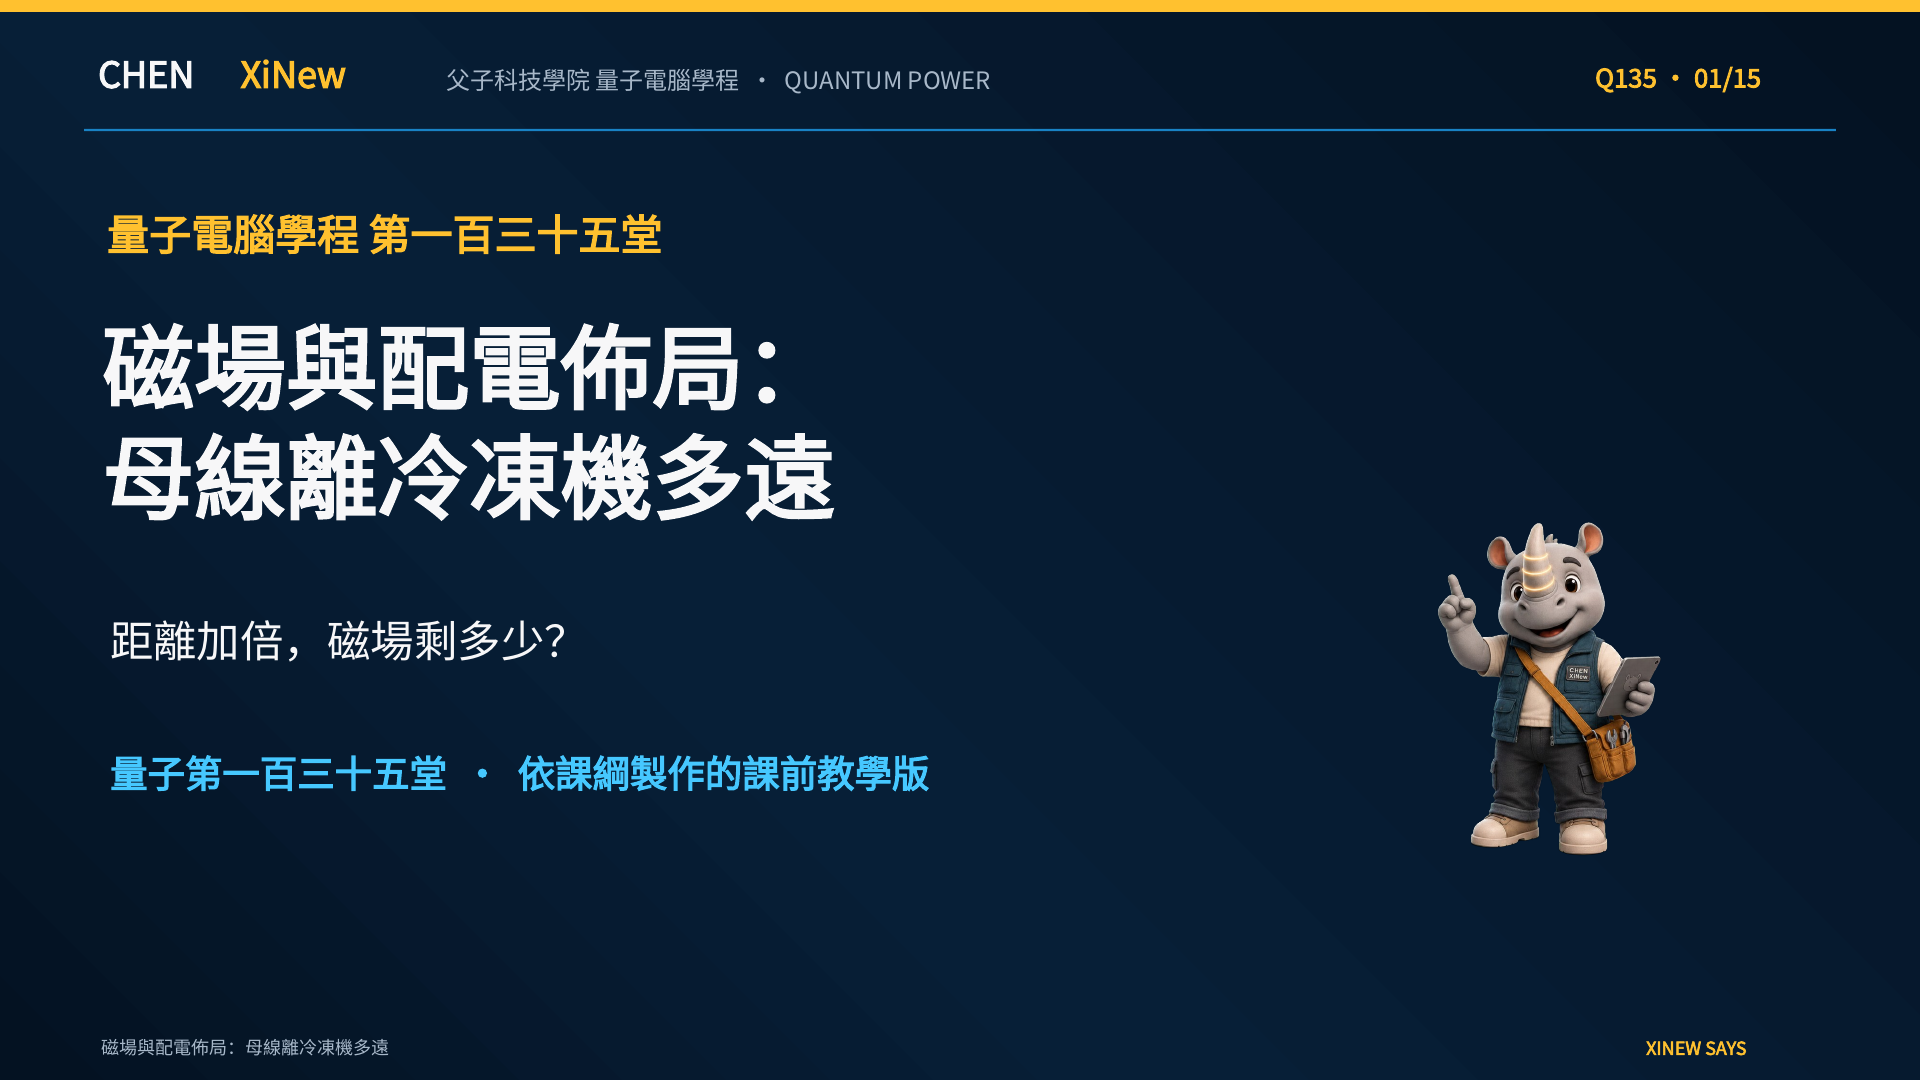 CHEN XiNew 父子科技學院 量子電腦學程 • QUANTUM POWER Q135 • 01/15
量子電腦學程 第一百三十五堂
磁場與配電佈局：
母線離冷凍機多遠
距離加倍，磁場剩多少？
CHEN
XiNew
量子第一百三十五堂 • 依課綱製作的課前教學版
磁場與配電佈局：母線離冷凍機多遠 XINEW SAYS